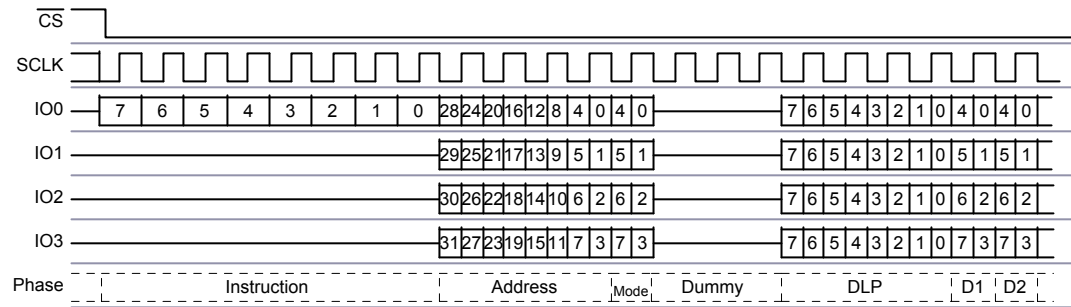 CS
SCLK
IO0 7 6 5 4 3 2 1 0 28 24 20 16 12 8 4 0 4 0 7 6 5 4 3 2 1 0 4 0 4 0
IO1 29 25 21 17 13 9 5 1 5 1 7 6 5 4 3 2 1 0 5 1 5 1
IO2 30 26 22 18 14 10 6 2 6 2 7 6 5 4 3 2 1 0 6 2 6 2
IO3 31 27 23 19 15 11 7 3 7 3 7 6 5 4 3 2 1 0 7 3 7 3
Phase Instruction Address Mode Dummy DLP D1 D2